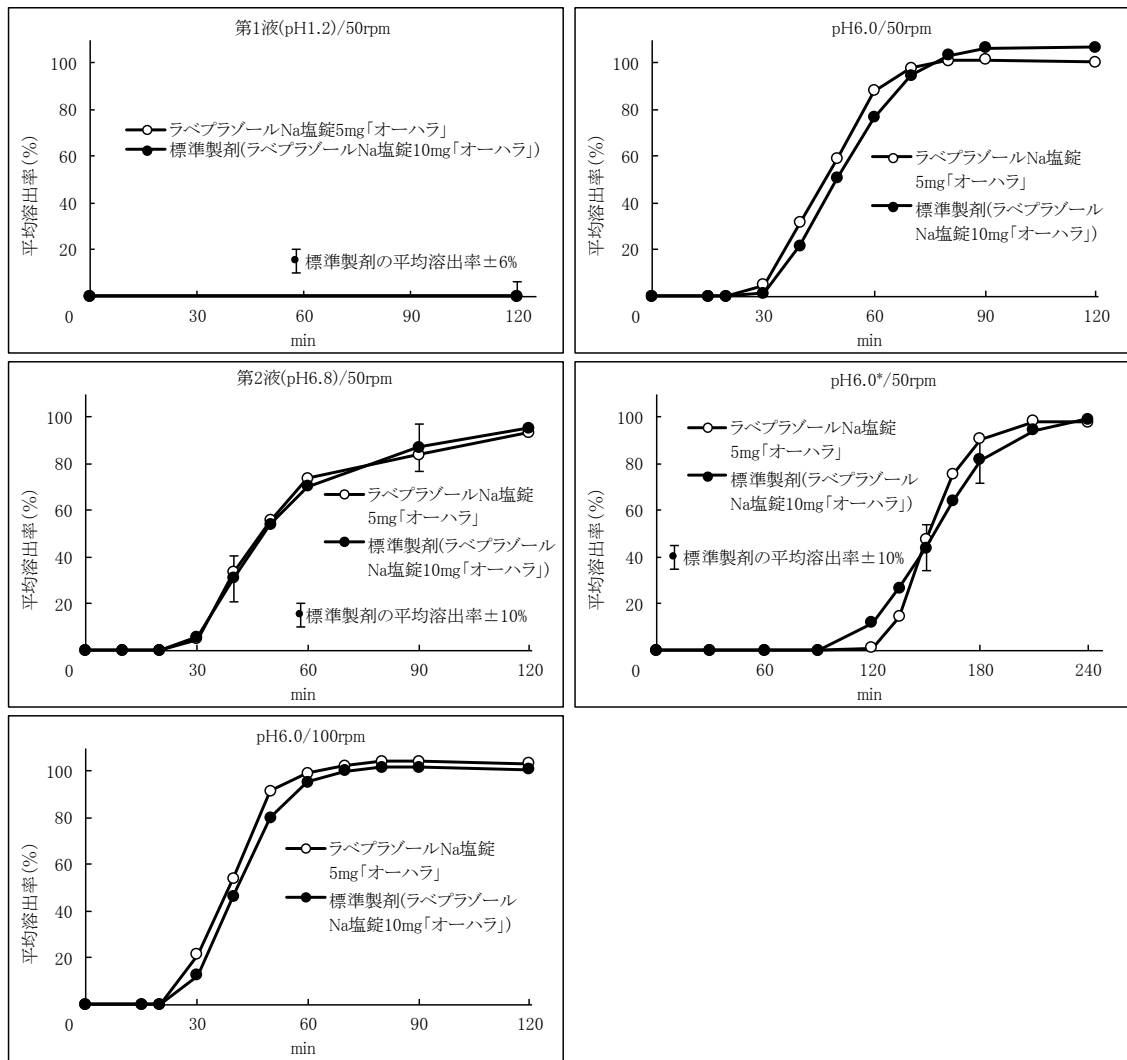 第1液(pH1.2)/50rpm
平均溶出率(%)
100
80
60
40
20
ラベプラゾールNa塩錠5mg「オーハラ」
標準製剤(ラベプラゾールNa塩錠10mg「オーハラ」)
標準製剤の平均溶出率±6%
0
30
60
90
120
min
pH6.0/50rpm
平均溶出率(%)
100
80
60
40
20
ラベプラゾールNa塩錠
5mg「オーハラ」
標準製剤(ラベプラゾール
Na塩錠10mg「オーハラ」)
0
30
60
90
120
min
第2液(pH6.8)/50rpm
平均溶出率(%)
100
80
60
40
20
ラベプラゾールNa塩錠
5mg「オーハラ」
標準製剤(ラベプラゾール
Na塩錠10mg「オーハラ」)
標準製剤の平均溶出率±10%
0
30
60
90
120
min
pH6.0*/50rpm
平均溶出率(%)
100
80
60
40
20
ラベプラゾールNa塩錠
5mg「オーハラ」
標準製剤(ラベプラゾール
Na塩錠10mg「オーハラ」)
標準製剤の平均溶出率±10%
0
60
120
180
240
min
pH6.0/100rpm
平均溶出率(%)
100
80
60
40
20
ラベプラゾールNa塩錠
5mg「オーハラ」
標準製剤(ラベプラゾール
Na塩錠10mg「オーハラ」)
0
30
60
90
120
min